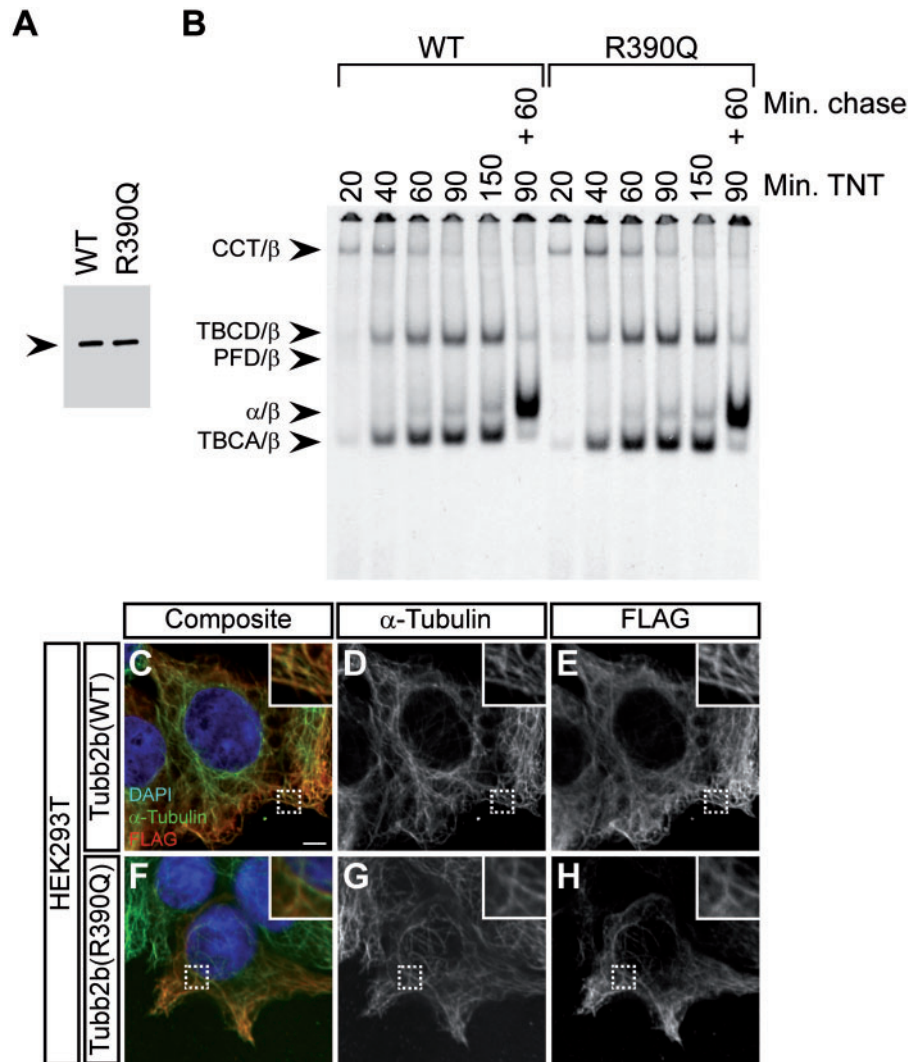 A
B
WT
R390Q
Min. chase
+ 60
+ 60
20
40
60
90
150
90
20
40
60
90
150
90
Min. TNT
WT
R390Q
CCT/β
TBCD/β
PFD/β
α/β
TBCA/β
Composite
α-Tubulin
FLAG
HEK293T
Tubb2b(WT)
C
D
E
DAPI
α-Tubulin
FLAG
Tubb2b(R390Q)
F
G
H